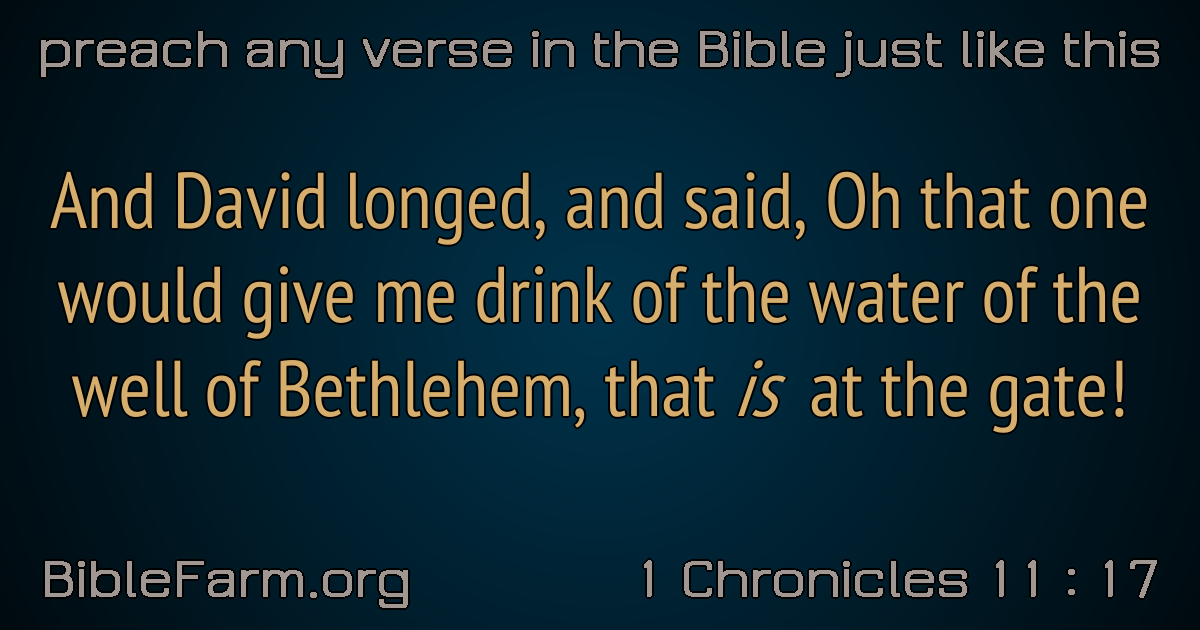 preach any verse in the Bible just like this
And David longed, and said, Oh that one
would give me drink of the water of the
well of Bethlehem, that is at the gate!
BibleFarm.org
1 Chronicles 11 : 17